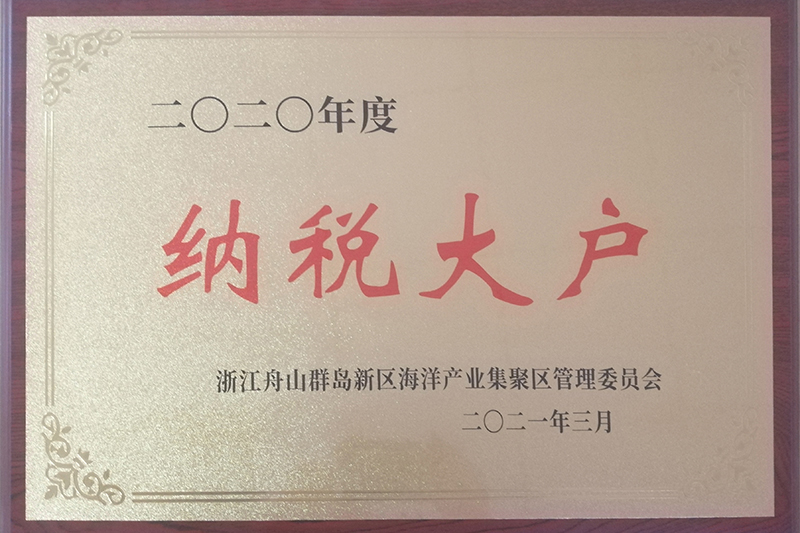 二〇二〇年度
纳税大户
浙江舟山群岛新区海洋产业集聚区管理委员会
二〇二一年三月